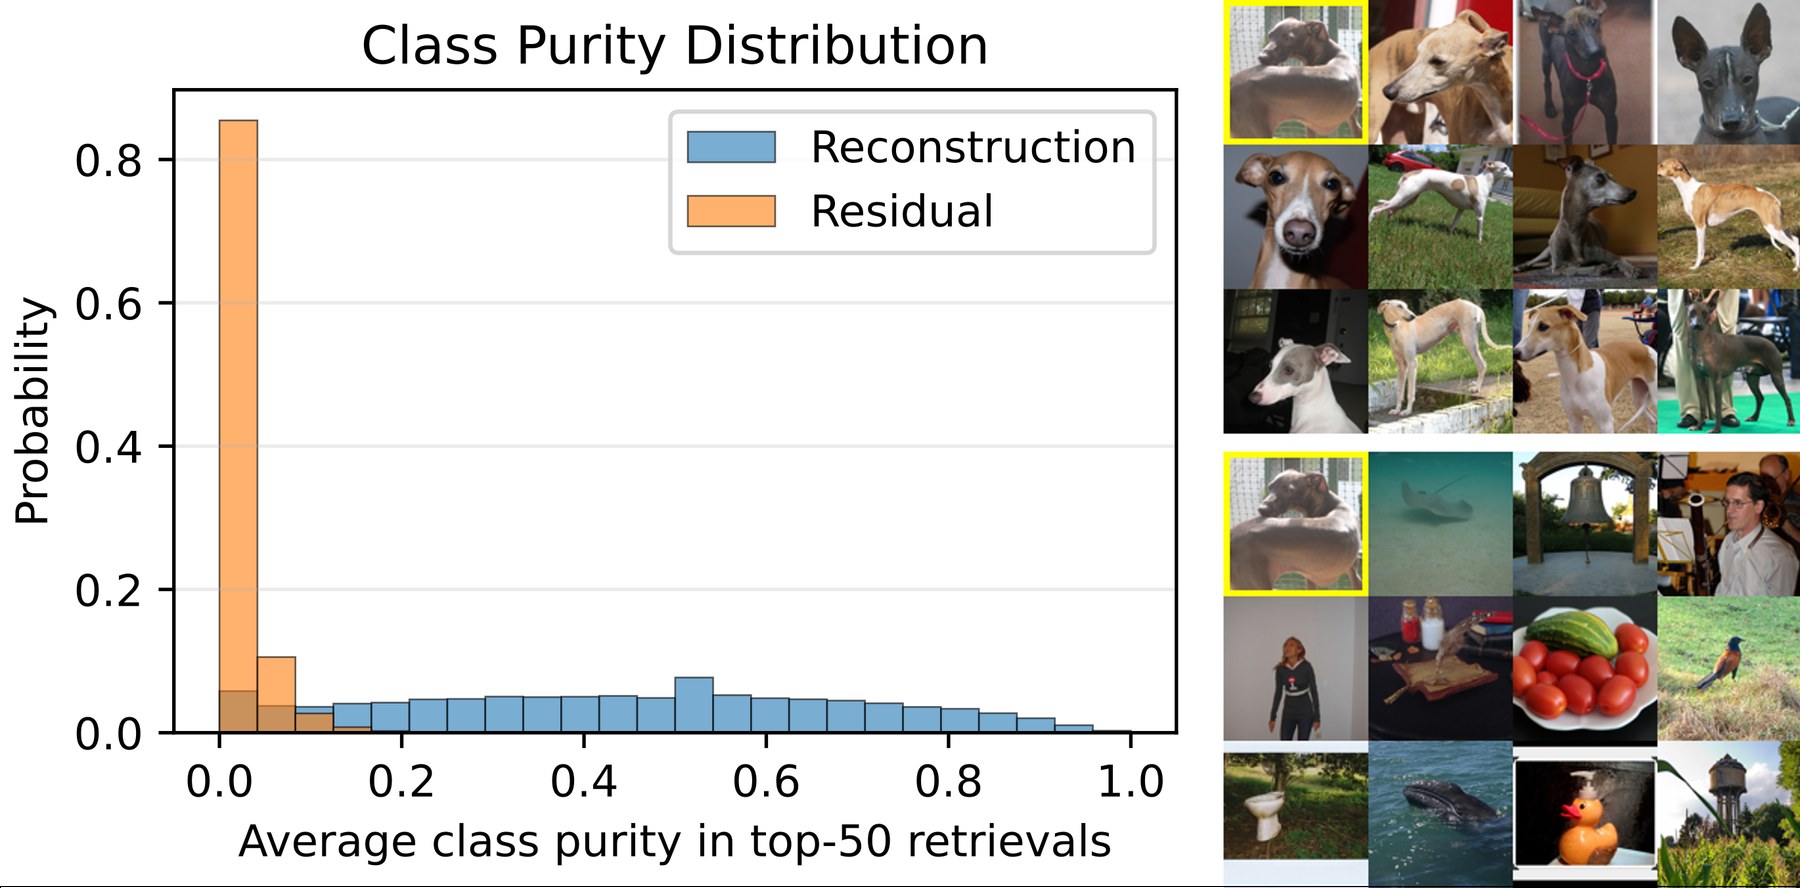 Class Purity Distribution
Reconstruction
Residual
Probability
0.8
0.6
0.4
0.2
0.0
0.0 0.2 0.4 0.6 0.8 1.0
Average class purity in top-50 retrievals